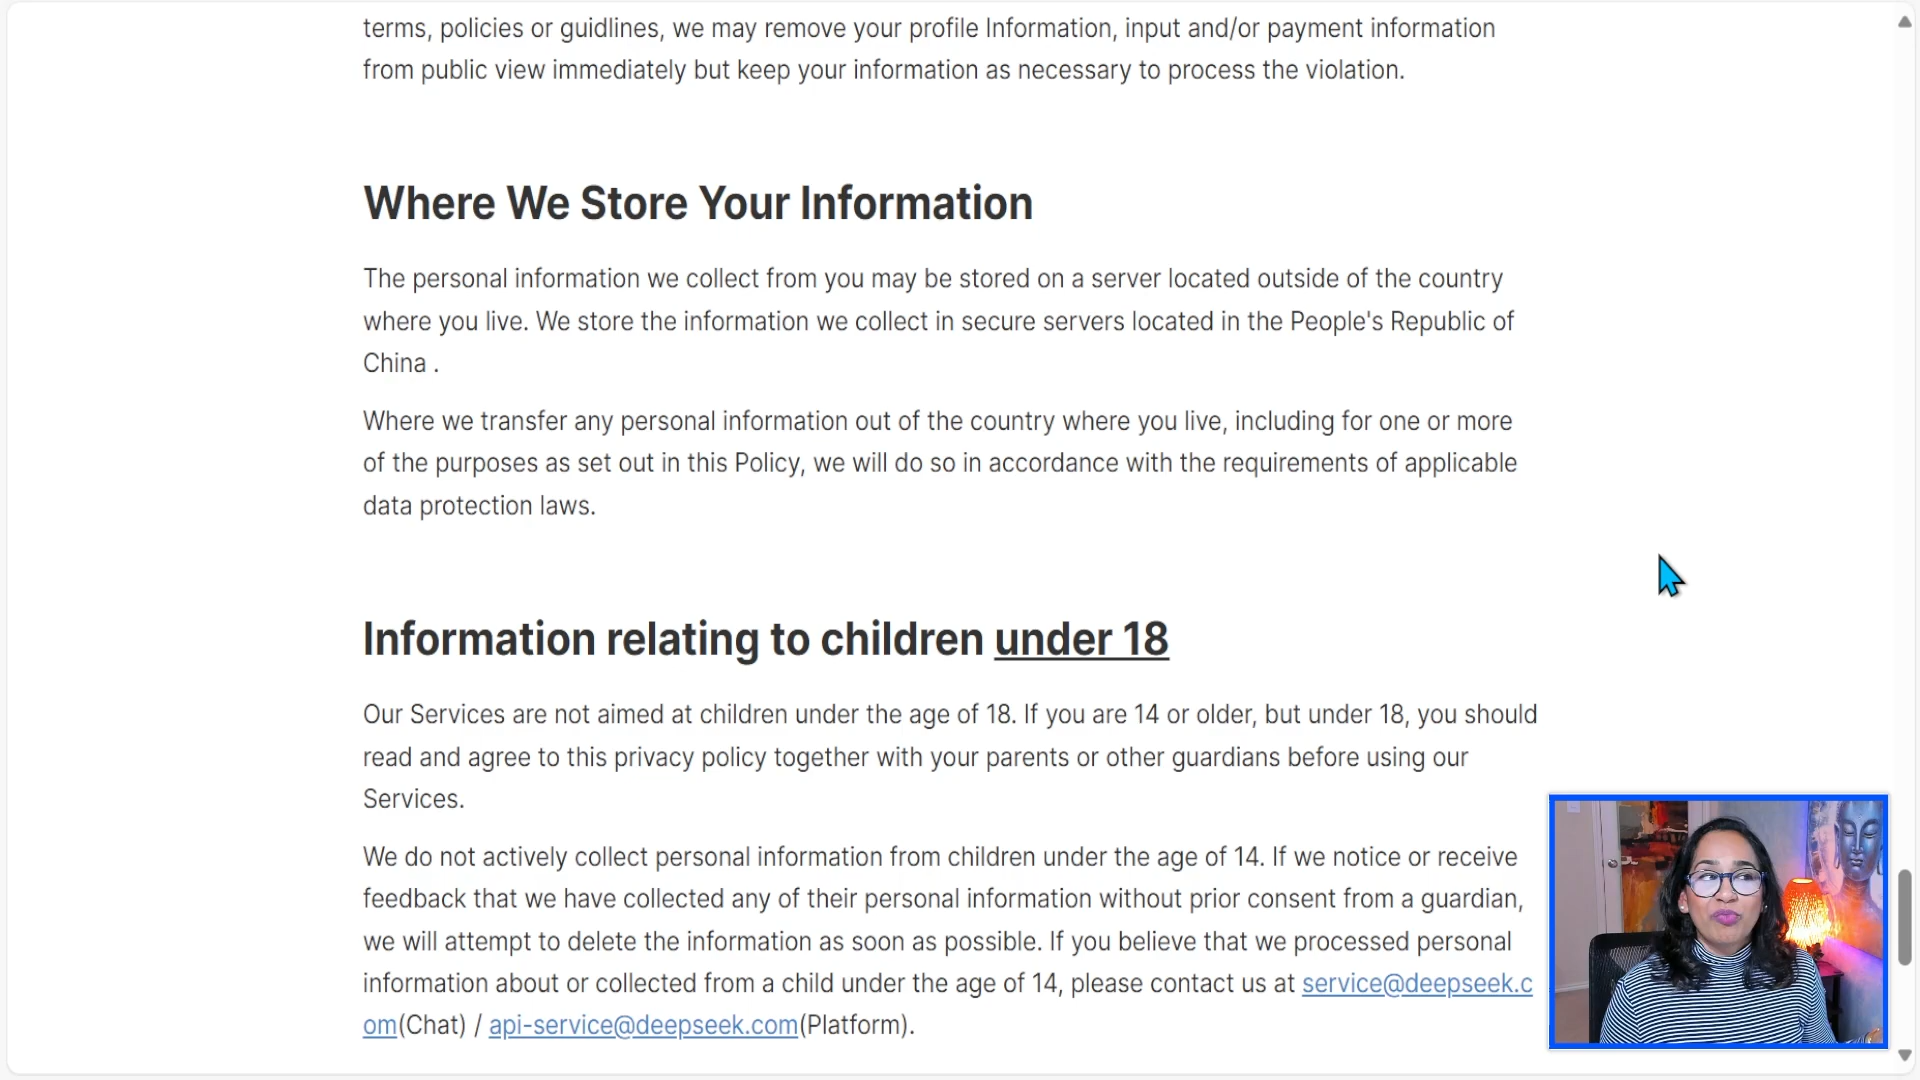 terms, policies or guidlines, we may remove your profile Information, input and/or payment information
from public view immediately but keep your information as necessary to process the violation.
Where We Store Your Information
The personal information we collect from you may be stored on a server located outside of the country
where you live. We store the information we collect in secure servers located in the People's Republic of
China .
Where we transfer any personal information out of the country where you live, including for one or more
of the purposes as set out in this Policy, we will do so in accordance with the requirements of applicable
data protection laws.
Information relating to children under 18
Our Services are not aimed at children under the age of 18. If you are 14 or older, but under 18, you should
read and agree to this privacy policy together with your parents or other guardians before using our
Services.
We do not actively collect personal information from children under the age of 14. If we notice or receive
feedback that we have collected any of their personal information without prior consent from a guardian,
we will attempt to delete the information as soon as possible. If you believe that we processed personal
information about or collected from a child under the age of 14, please contact us at service@deepseek.c
om(Chat) / api-service@deepseek.com(Platform).